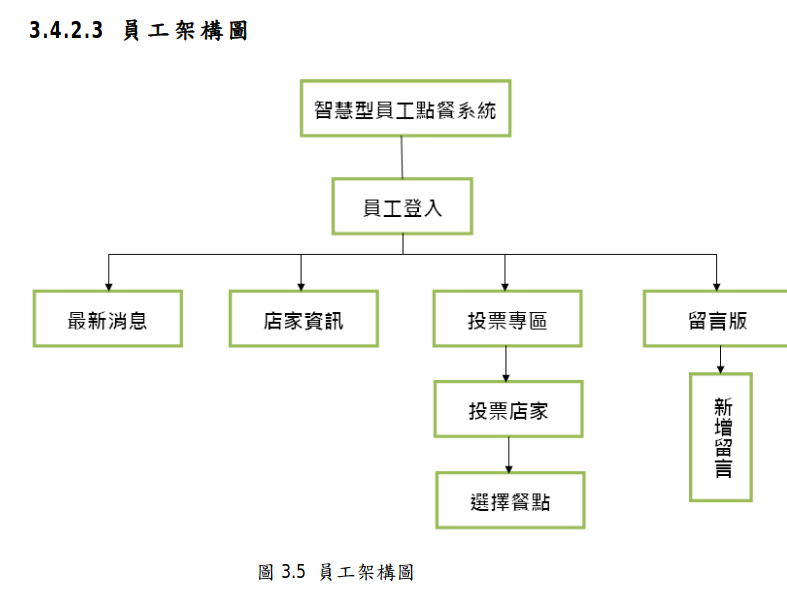 3.4.2.3 員工架構圖
智慧型員工點餐系統
員工登入
最新消息
店家資訊
投票專區
留言版
投票店家
新增留言
選擇餐點
圖 3.5 員工架構圖